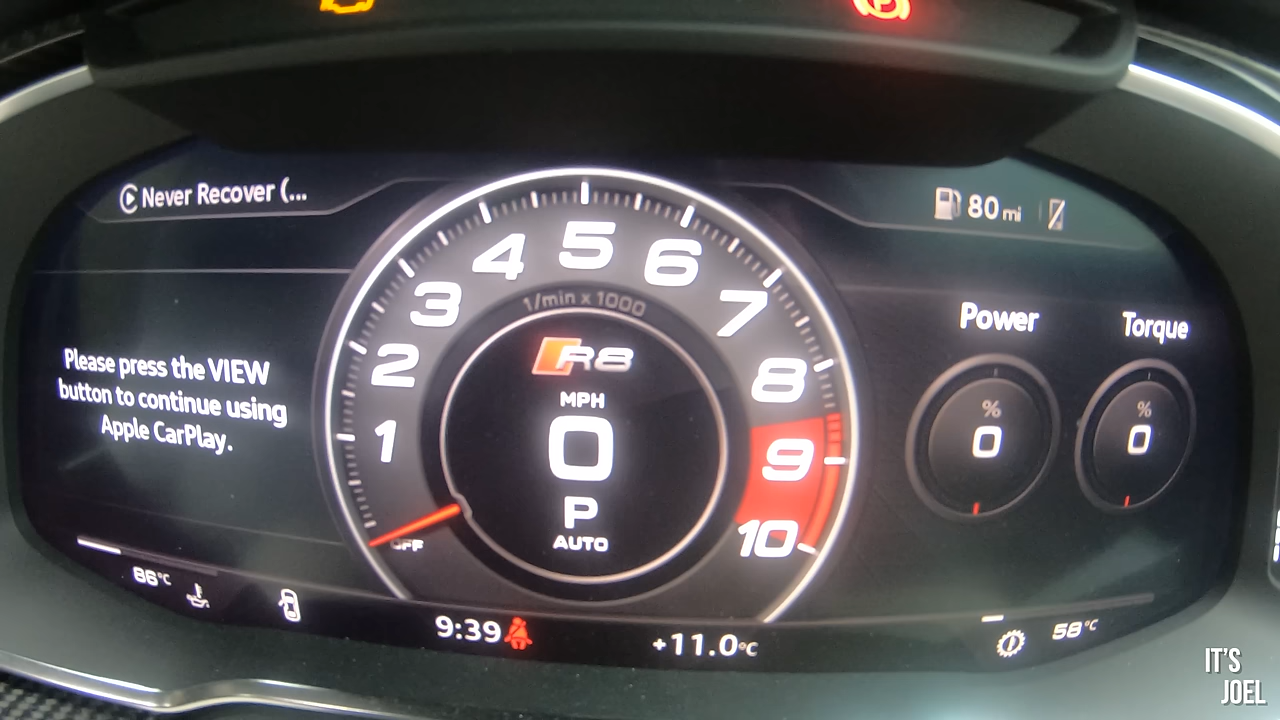 Never Recover (...
80 mi
Please press the VIEW
button to continue using
Apple CarPlay.
1
2
3
4
5
6
7
8
9
10
1/min x 1000
R8
MPH
0
P
AUTO
OFF
Power
%
0
Torque
%
0
86°C
9:39
+11.0°C
58°C
IT'S
JOEL